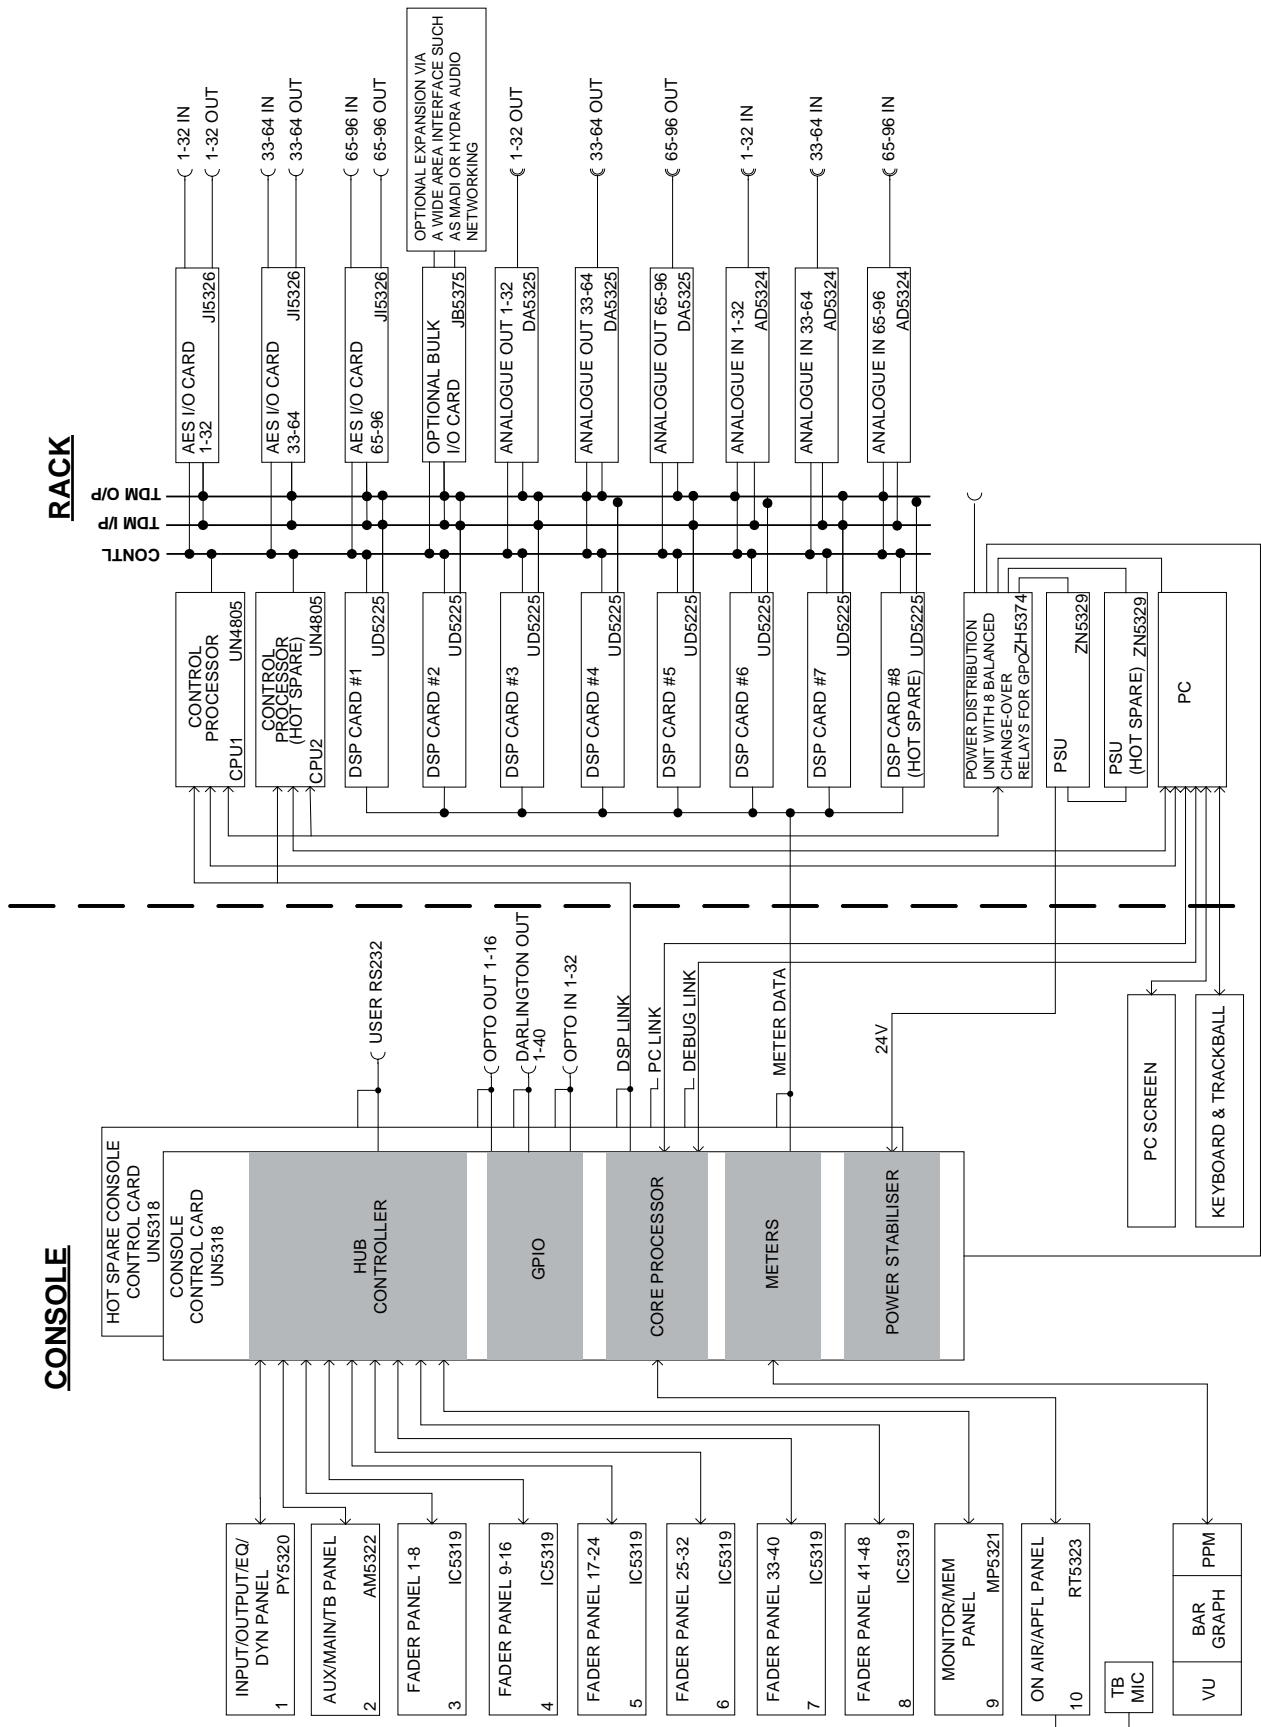 CONSOLE
RACK
HOT SPARE CONSOLE
CONTROL CARD
UN5318
CONSOLE
CONTROL CARD
UN5318
HUB
CONTROLLER
GPIO
CORE PROCESSOR
METERS
POWER STABILISER
INPUT/OUTPUT/EQ/
DYN PANEL
1
PY5320
AUX/MAIN/TB PANEL
2
AM5322
FADER PANEL 1-8
3
IC5319
FADER PANEL 9-16
4
IC5319
FADER PANEL 17-24
5
IC5319
FADER PANEL 25-32
6
IC5319
FADER PANEL 33-40
7
IC5319
FADER PANEL 41-48
8
IC5319
MONITOR/MEM
PANEL
9
MP5321
ON AIR/APFL PANEL
10
RT5323
TB
MIC
VU
BAR
GRAPH
PPM
USER RS232
OPTO OUT 1-16
DARLINGTON OUT
1-40
OPTO IN 1-32
DSP LINK
PC LINK
DEBUG LINK
METER DATA
24V
PC SCREEN
KEYBOARD & TRACKBALL
CONTROL
PROCESSOR
CPU1
UN4805
CONTROL
PROCESSOR
(HOT SPARE)
CPU2
UN4805
DSP CARD #1
UD5225
DSP CARD #2
UD5225
DSP CARD #3
UD5225
DSP CARD #4
UD5225
DSP CARD #5
UD5225
DSP CARD #6
UD5225
DSP CARD #7
UD5225
DSP CARD #8
(HOT SPARE)
UD5225
POWER DISTRIBUTION
UNIT WITH 8 BALANCED
CHANGE-OVER
RELAYS FOR GPO
ZH5374
PSU
ZN5329
PSU
(HOT SPARE)
ZN5329
PC
CONTL
TDM I/P
TDM O/P
AES I/O CARD
1-32
JI5326
AES I/O CARD
33-64
JI5326
AES I/O CARD
65-96
JI5326
OPTIONAL BULK
I/O CARD
JB5375
ANALOGUE OUT 1-32
DA5325
ANALOGUE OUT 33-64
DA5325
ANALOGUE OUT 65-96
DA5325
ANALOGUE IN 1-32
AD5324
ANALOGUE IN 33-64
AD5324
ANALOGUE IN 65-96
AD5324
1-32 IN
1-32 OUT
33-64 IN
33-64 OUT
65-96 IN
65-96 OUT
OPTIONAL EXPANSION VIA
A WIDE AREA INTERFACE SUCH
AS MADI OR HYDRA AUDIO
NETWORKING
1-32 OUT
33-64 OUT
65-96 OUT
1-32 IN
33-64 IN
65-96 IN